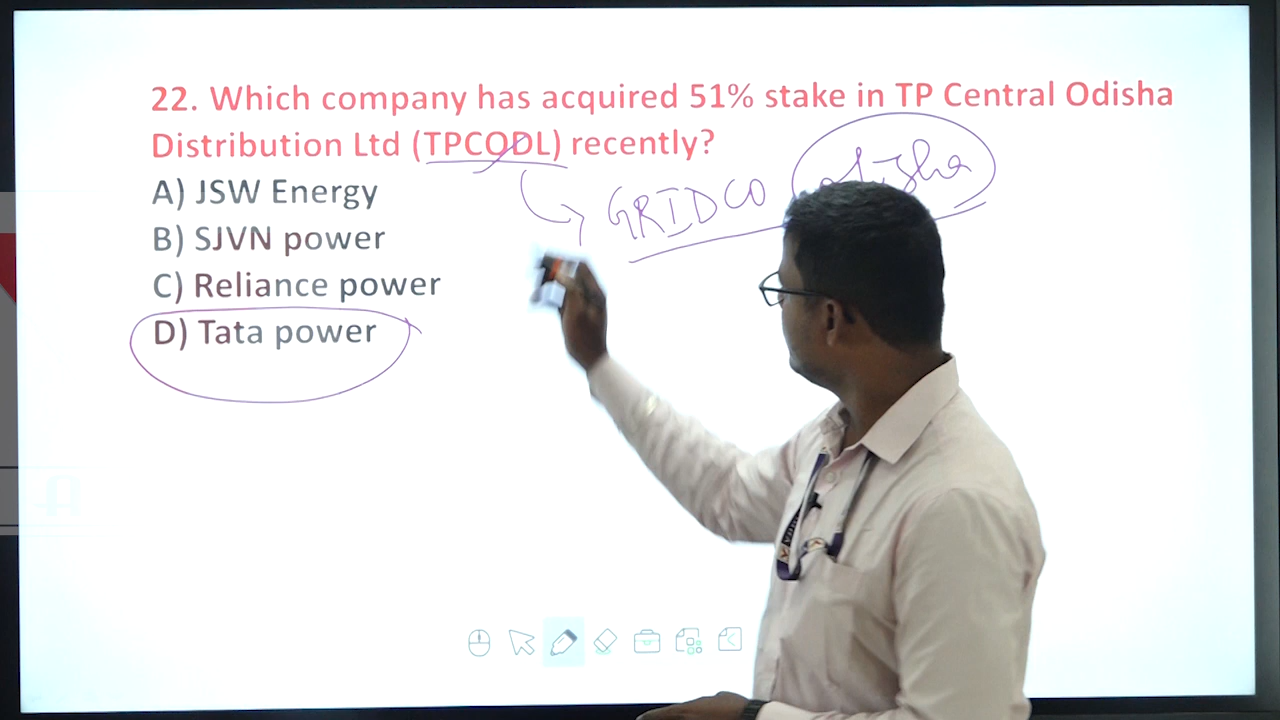 22. Which company has acquired 51% stake in TP Central Odisha
Distribution Ltd (TPCODL) recently?
A) JSW Energy
B) SJVN power
C) Reliance power
D) Tata power
GRIDCO